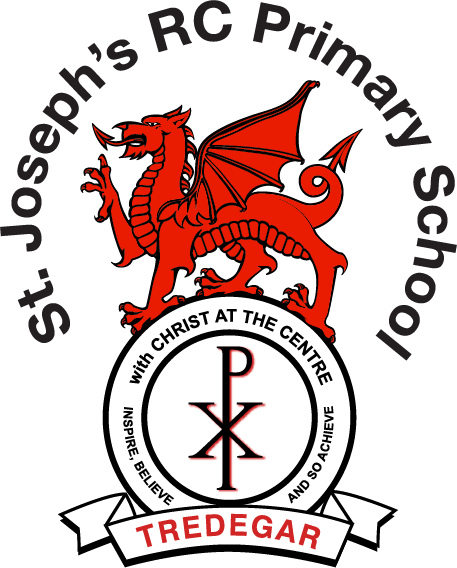 St. Joseph's RC Primary School
with CHRIST AT THE CENTRE
INSPIRE, BELIEVE
AND SO ACHIEVE
TREDEGAR